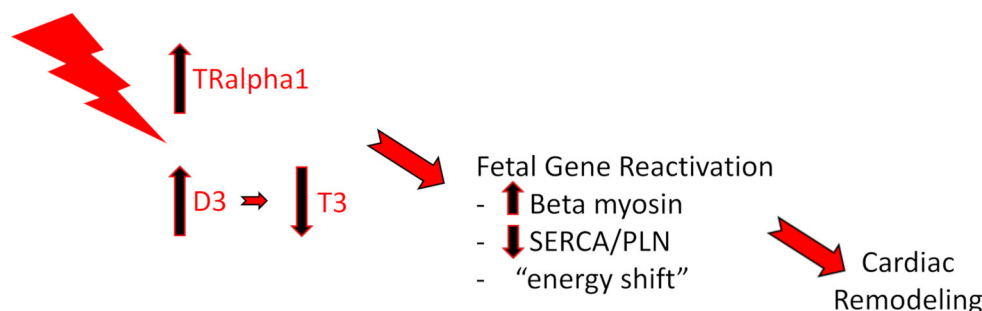 TRalpha1
D3
T3
Fetal Gene Reactivation
- Beta myosin
- SERCA/PLN
- “energy shift”
Cardiac
Remodeling